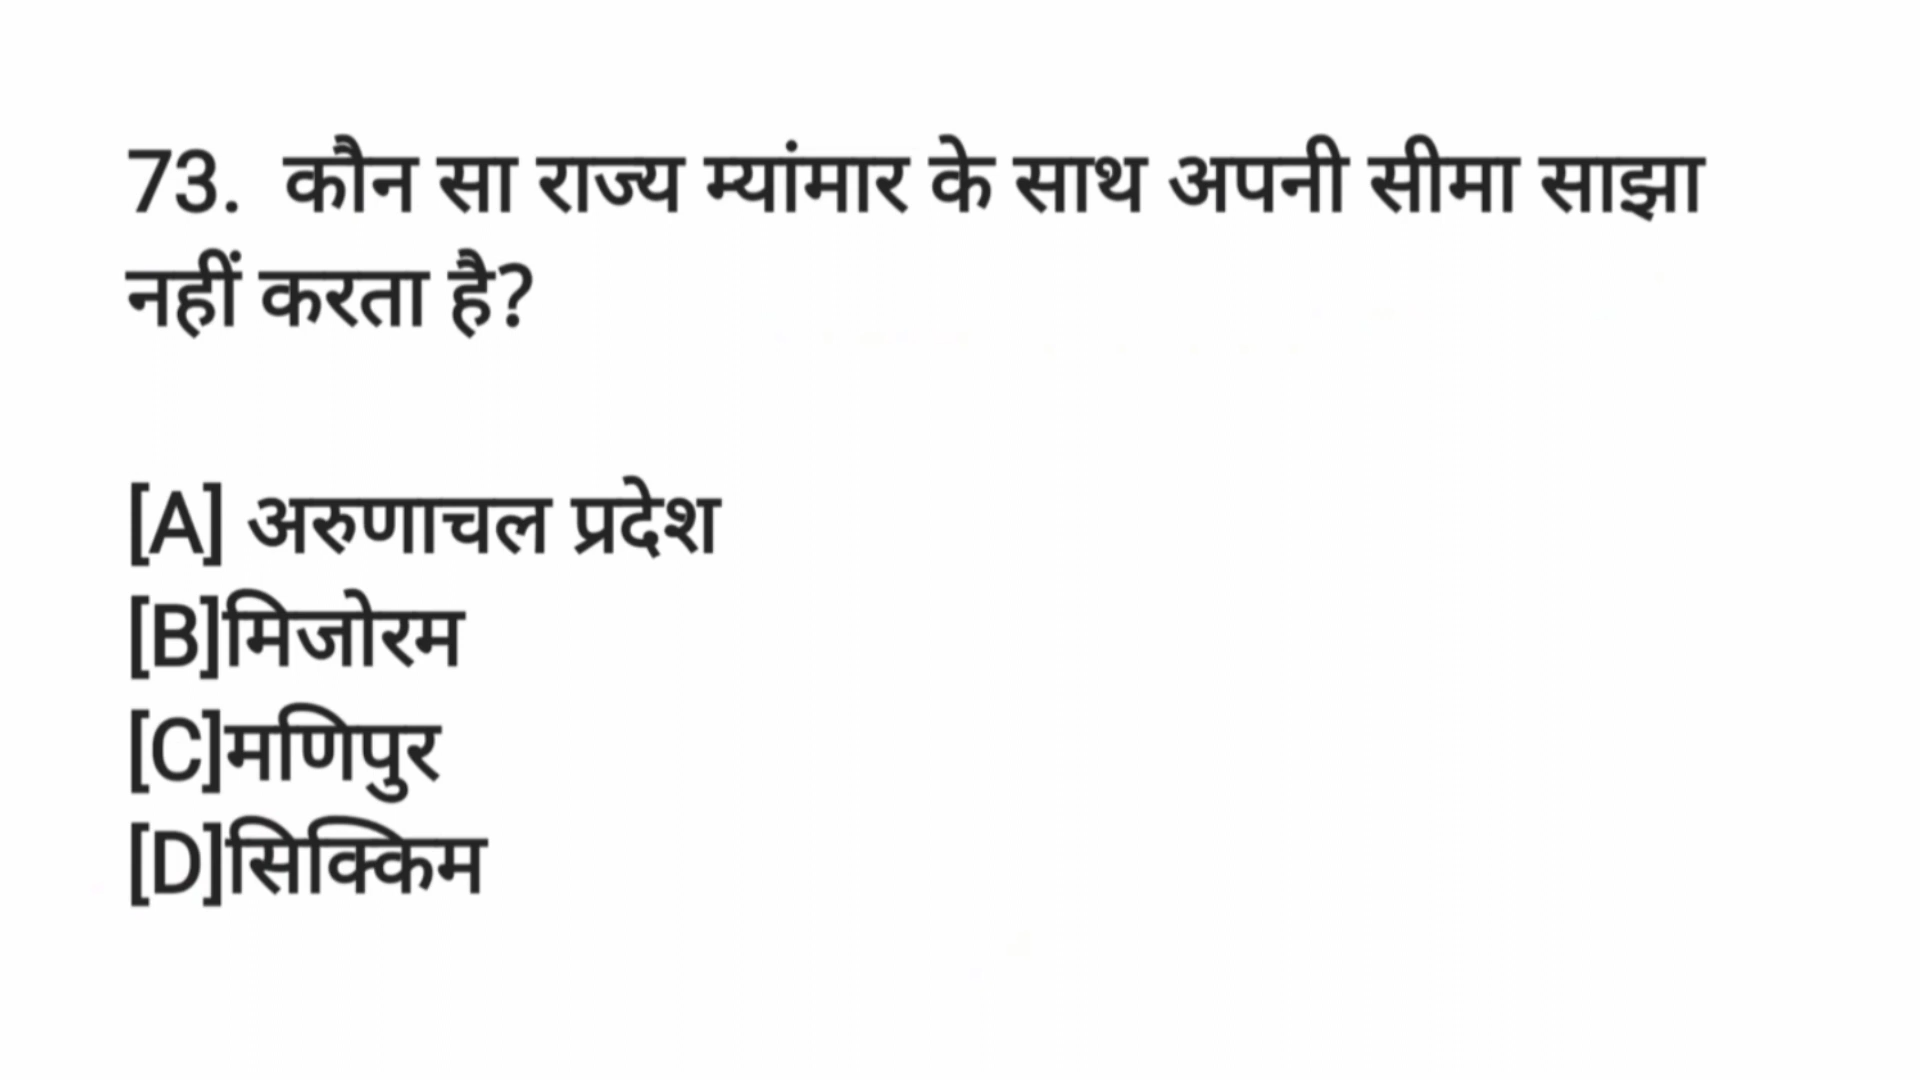 73. कौन सा राज्य म्यांमार के साथ अपनी सीमा साझा
नहीं करता है?
[A] अरुणाचल प्रदेश
[B]मिजोरम
[C]मणिपुर
[D]सिक्किम